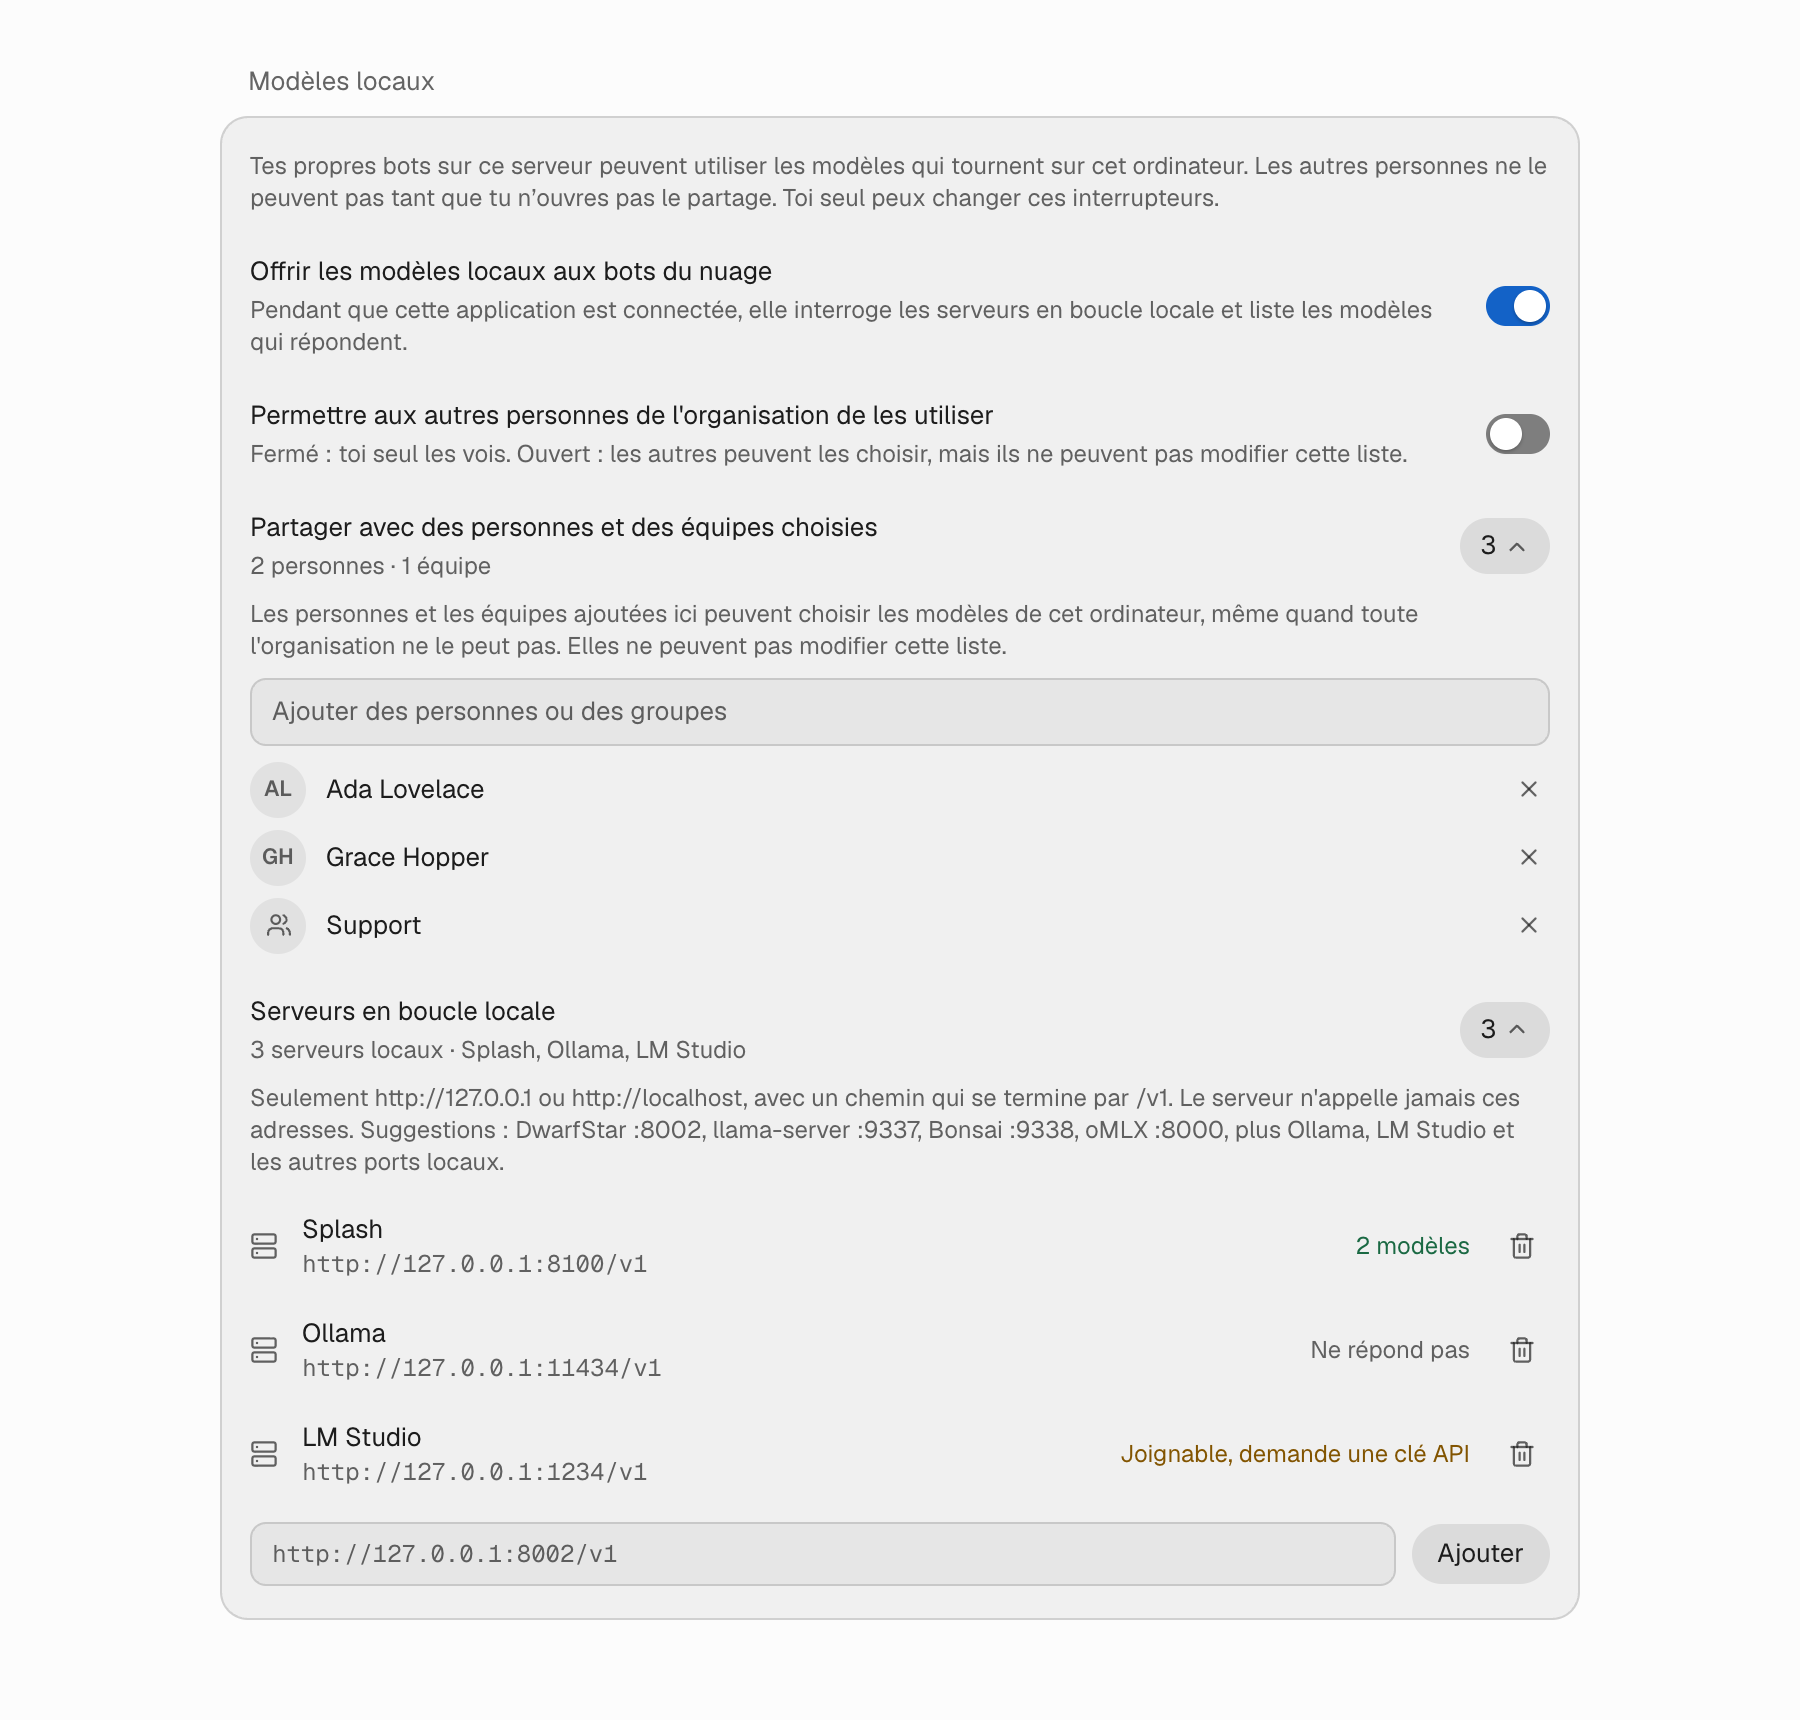 Modèles locaux
Tes propres bots sur ce serveur peuvent utiliser les modèles qui tournent sur cet ordinateur. Les autres personnes ne le
peuvent pas tant que tu n’ouvres pas le partage. Toi seul peux changer ces interrupteurs.
Offrir les modèles locaux aux bots du nuage
Pendant que cette application est connectée, elle interroge les serveurs en boucle locale et liste les modèles
qui répondent.
Permettre aux autres personnes de l'organisation de les utiliser
Fermé : toi seul les vois. Ouvert : les autres peuvent les choisir, mais ils ne peuvent pas modifier cette liste.
Partager avec des personnes et des équipes choisies
3
2 personnes · 1 équipe
Les personnes et les équipes ajoutées ici peuvent choisir les modèles de cet ordinateur, même quand toute
l'organisation ne le peut pas. Elles ne peuvent pas modifier cette liste.
Ajouter des personnes ou des groupes
AL Ada Lovelace
GH Grace Hopper
Support
Serveurs en boucle locale
3
3 serveurs locaux · Splash, Ollama, LM Studio
Seulement http://127.0.0.1 ou http://localhost, avec un chemin qui se termine par /v1. Le serveur n'appelle jamais ces
adresses. Suggestions : DwarfStar :8002, llama-server :9337, Bonsai :9338, oMLX :8000, plus Ollama, LM Studio et
les autres ports locaux.
Splash
http://127.0.0.1:8100/v1
2 modèles
Ollama
http://127.0.0.1:11434/v1
Ne répond pas
LM Studio
http://127.0.0.1:1234/v1
Joignable, demande une clé API
http://127.0.0.1:8002/v1
Ajouter